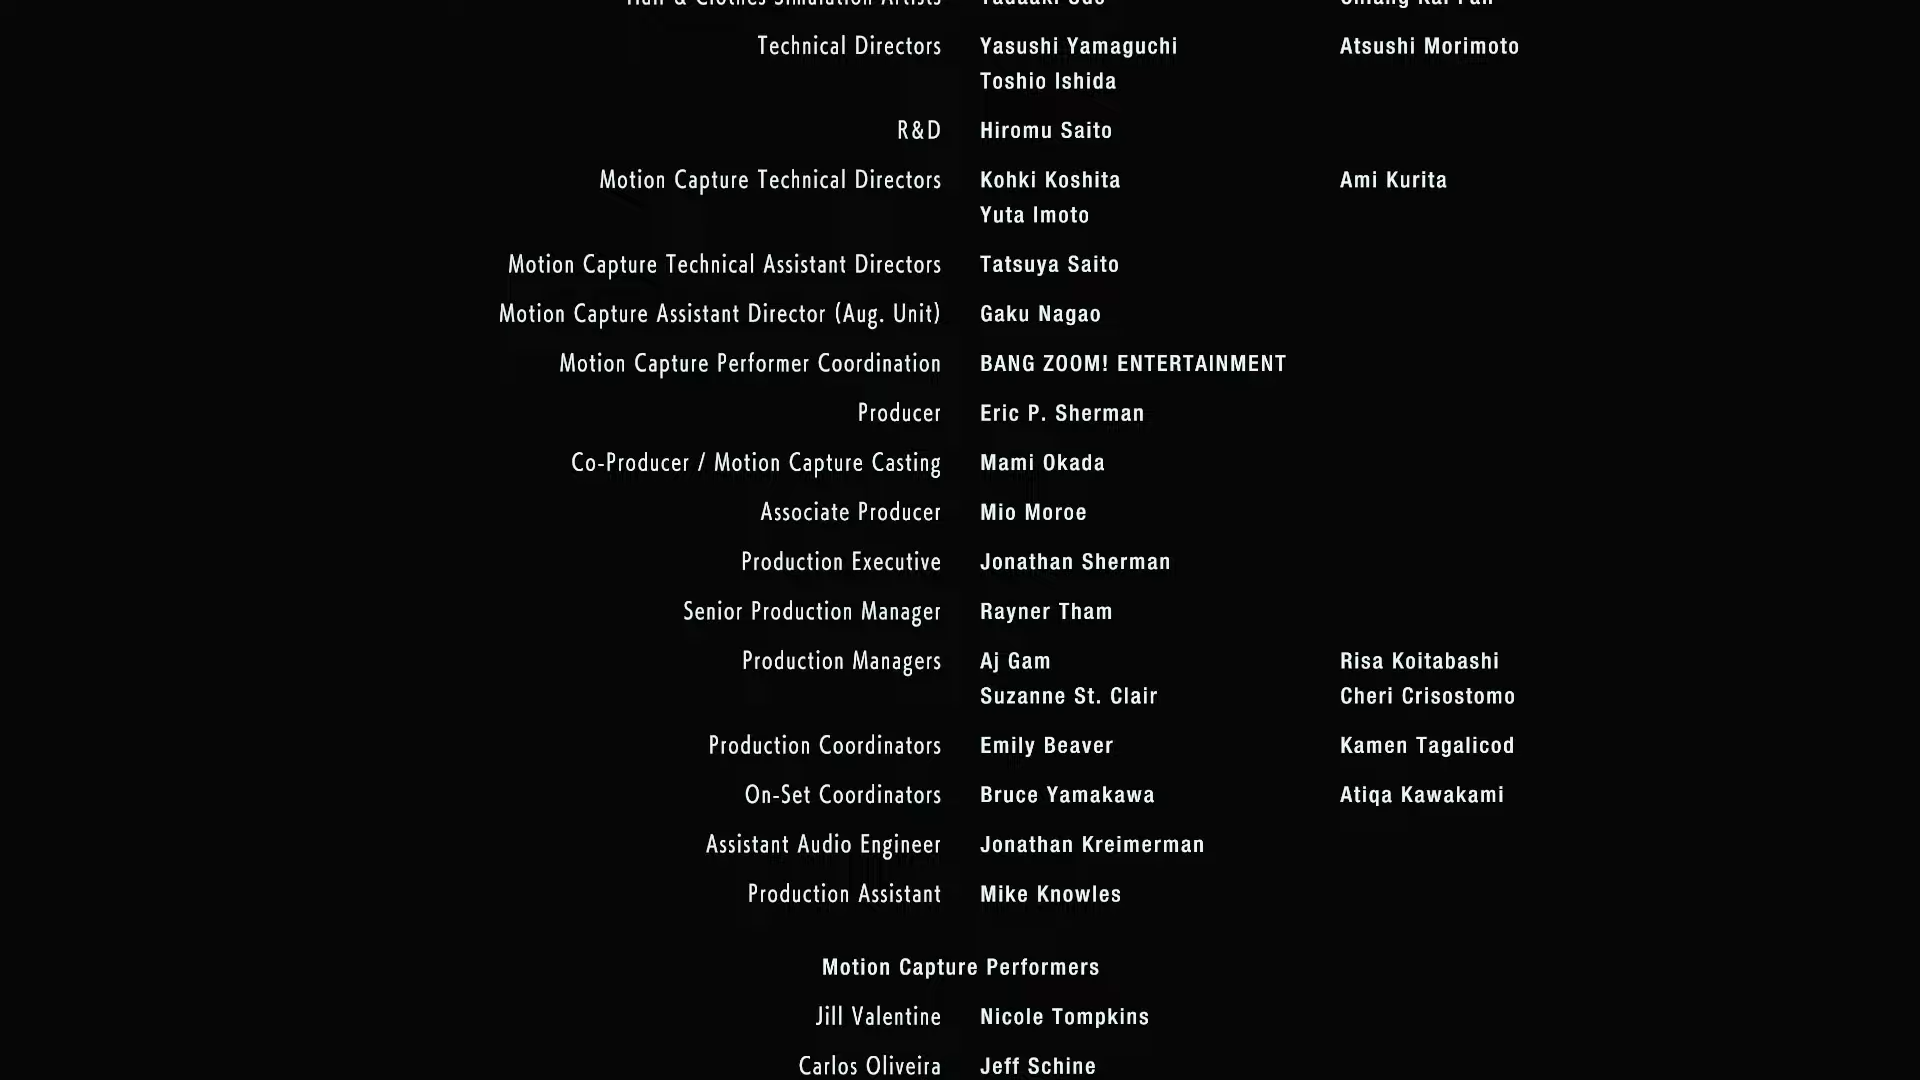 Technical Directors Yasushi Yamaguchi Atsushi Morimoto
Toshio Ishida
R&D Hiromu Saito
Motion Capture Technical Directors Kohki Koshita Ami Kurita
Yuta Imoto
Motion Capture Technical Assistant Directors Tatsuya Saito
Motion Capture Assistant Director (Aug. Unit) Gaku Nagao
Motion Capture Performer Coordination BANG ZOOM! ENTERTAINMENT
Producer Eric P. Sherman
Co-Producer / Motion Capture Casting Mami Okada
Associate Producer Mio Moroe
Production Executive Jonathan Sherman
Senior Production Manager Rayner Tham
Production Managers Aj Gam Risa Koitabashi
Suzanne St. Clair Cheri Crisostomo
Production Coordinators Emily Beaver Kamen Tagalicod
On-Set Coordinators Bruce Yamakawa Atiqa Kawakami
Assistant Audio Engineer Jonathan Kreimerman
Production Assistant Mike Knowles
Motion Capture Performers
Jill Valentine Nicole Tompkins
Carlos Oliveira Jeff Schine